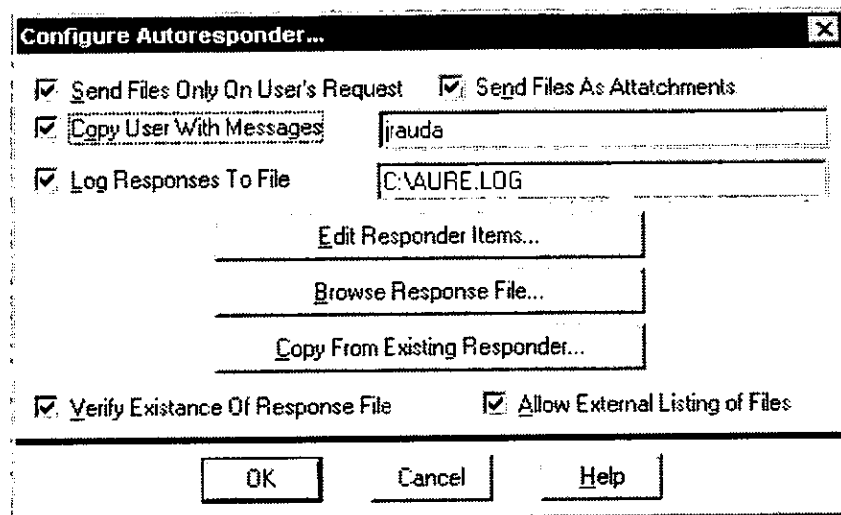 Configure Autoresponder...
Send Files Only On User's Request Send Files As Attatchments
Copy User With Messages jrauda
Log Responses To File C:\AURE.LOG
Edit Responder Items...
Browse Response File...
Copy From Existing Responder...
Verify Existance Of Response File Allow External Listing of Files
OK Cancel Help